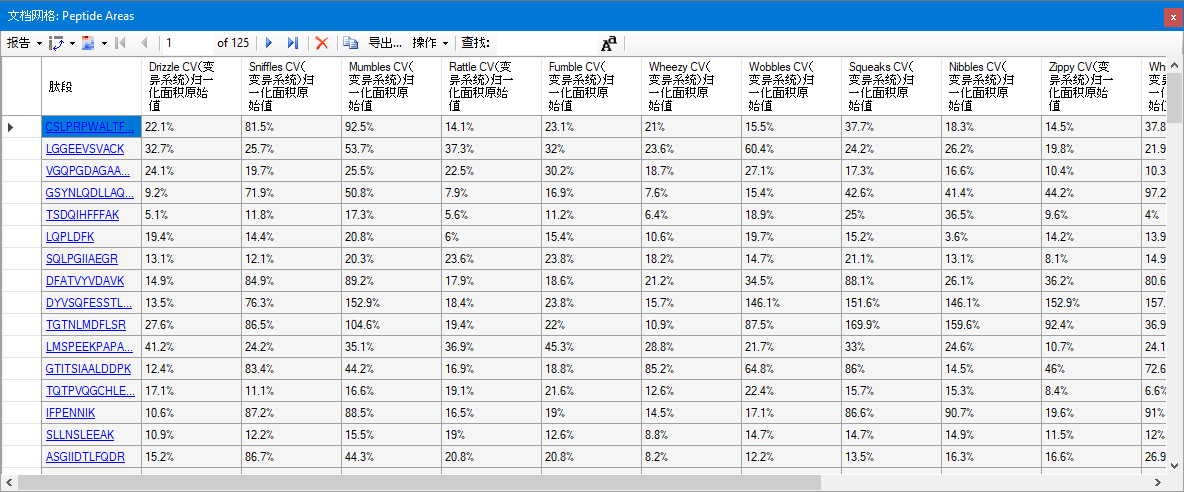 文档网格: Peptide Areas
x
报告 1 of 125 导出... 操作 查找: Aª
肽段 Drizzle CV(变异系统)归一化面积原始值 Sniffles CV(变异系统)归一化面积原始值 Mumbles CV(变异系统)归一化面积原始值 Rattle CV(变异系统)归一化面积原始值 Fumble CV(变异系统)归一化面积原始值 Wheezy CV(变异系统)归一化面积原始值 Wobbles CV(变异系统)归一化面积原始值 Squeaks CV(变异系统)归一化面积原始值 Nibbles CV(变异系统)归一化面积原始值 Zippy CV(变异系统)归一化面积原始值 Wh 变异 一化 始值
CSLPRPWALTF... 22.1% 81.5% 92.5% 14.1% 23.1% 21% 15.5% 37.7% 18.3% 14.5% 37.8
LGGEEVSVACK 32.7% 25.7% 53.7% 37.3% 32% 23.6% 60.4% 24.2% 26.2% 19.8% 21.9
VGQPGDAGAA... 24.1% 19.7% 25.5% 22.5% 30.2% 18.7% 27.1% 17.3% 16.6% 10.4% 10.3
GSYNLQDLLAQ... 9.2% 71.9% 50.8% 7.9% 16.9% 7.6% 15.4% 42.6% 41.4% 44.2% 97.2
TSDQIHFFFAK 5.1% 11.8% 17.3% 5.6% 11.2% 6.4% 18.9% 25% 36.5% 9.6% 4%
LQPLDFK 19.4% 14.4% 20.8% 6% 15.4% 10.6% 19.7% 15.2% 3.6% 14.2% 13.9
SQLPGIIAEGR 13.1% 12.1% 20.3% 23.6% 23.8% 18.2% 14.7% 21.1% 13.1% 8.1% 14.9
DFATVYVDAVK 14.9% 84.9% 89.2% 17.9% 18.6% 21.2% 34.5% 88.1% 26.1% 36.2% 80.6
DYVSQFESSTL... 13.5% 76.3% 152.9% 18.4% 23.8% 15.7% 146.1% 151.6% 146.1% 152.9% 157.
TGTNLMDFLSR 27.6% 86.5% 104.6% 19.4% 22% 10.9% 87.5% 169.9% 159.6% 92.4% 36.9
LMSPEEKPAPA... 41.2% 24.2% 35.1% 36.9% 45.3% 28.8% 21.7% 33% 24.6% 10.7% 24.1
GTITSIAALDDPK 12.4% 83.4% 44.2% 16.9% 18.8% 85.2% 64.8% 86% 14.5% 46% 72.6
TQTPVQGCHLE... 17.1% 11.1% 16.6% 19.1% 21.6% 12.6% 22.4% 15.7% 15.3% 8.4% 6.6%
IFPENNIK 10.6% 87.2% 88.5% 16.5% 19% 14.5% 17.1% 86.6% 90.7% 19.6% 91%
SLLNSLEEAK 10.9% 12.2% 15.5% 19% 12.6% 8.8% 14.7% 14.7% 14.9% 11.5% 12%
ASGIIDTLFQDR 15.2% 86.7% 44.3% 20.8% 20.8% 8.2% 12.2% 13.5% 16.3% 16.6% 26.9